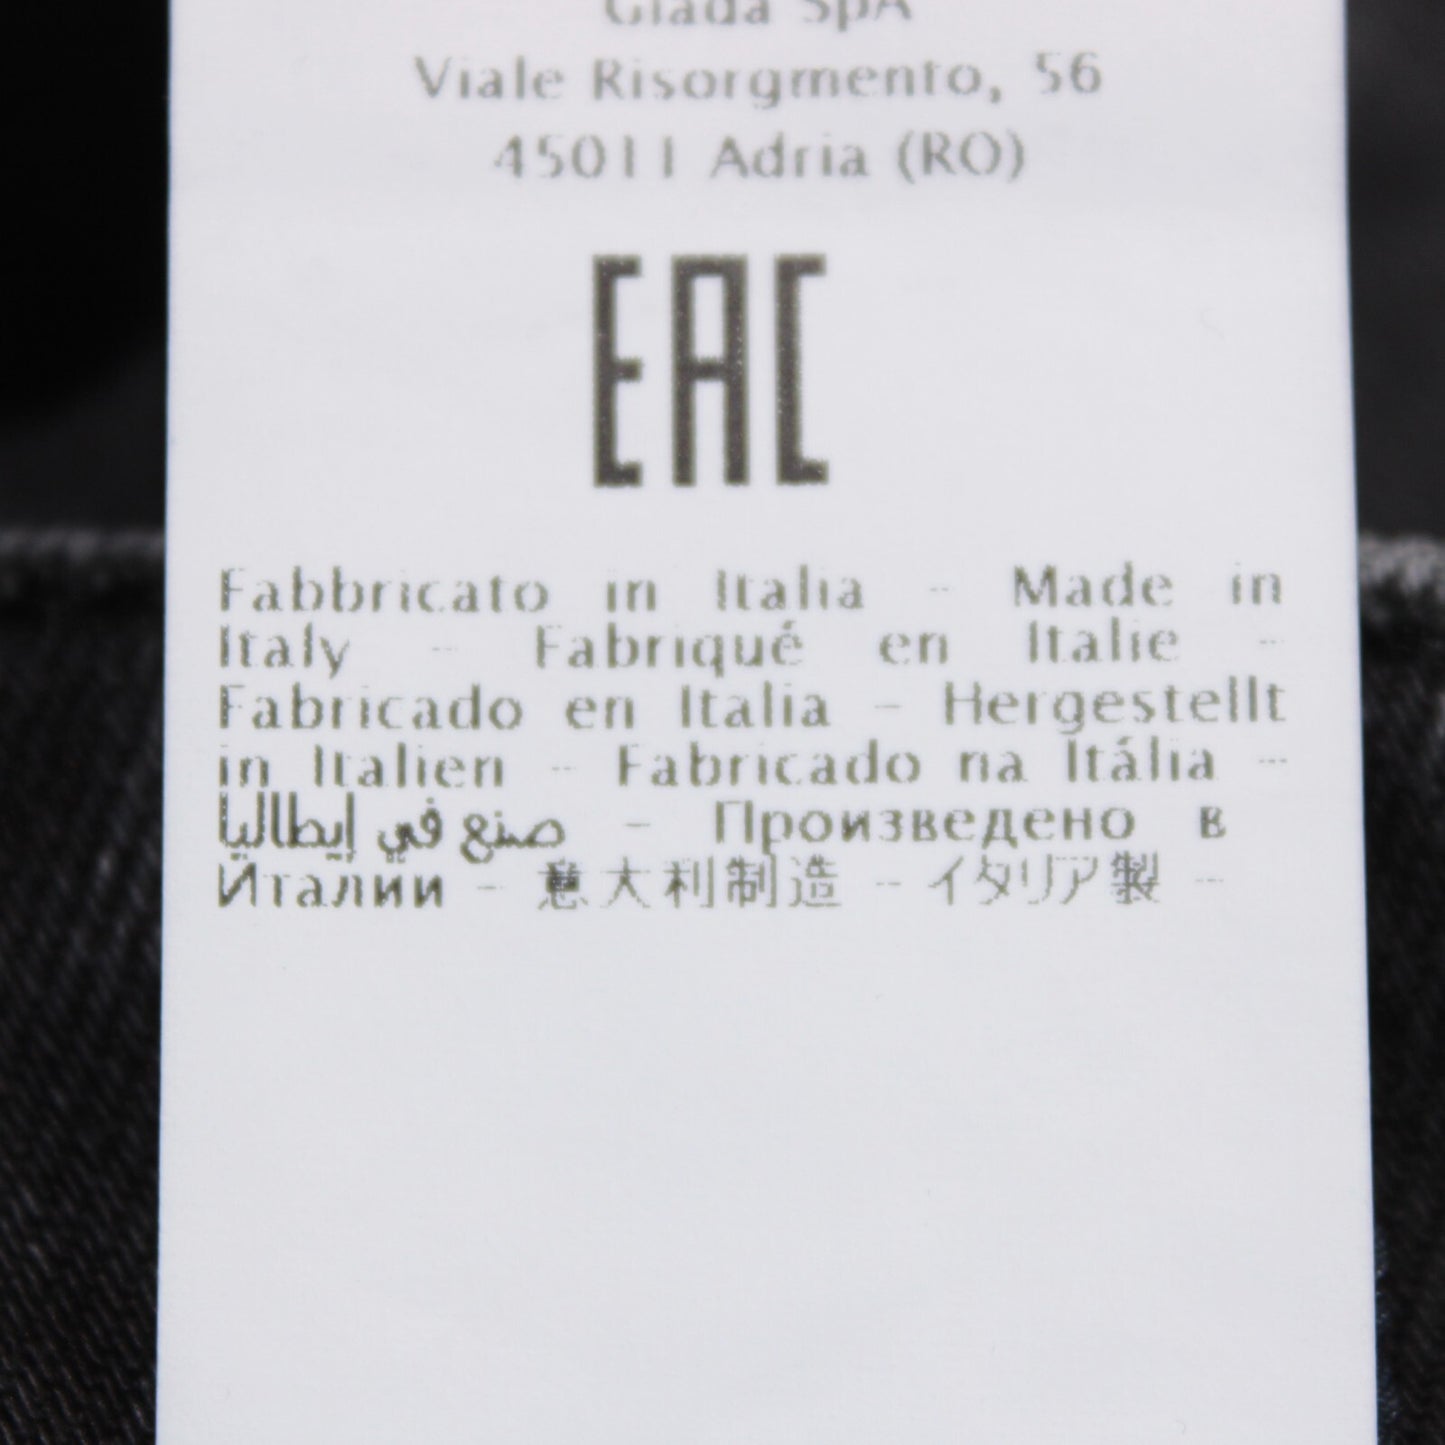 Giada SpA
Viale Risorgmento, 56
45011 Adria (RO)
EAC
Fabbricato in Italia - Made in
Italy - Fabriqué en Italie -
Fabricado en Italia - Hergestellt
in Italien - Fabricado na Itália -
صنع في إيطاليا - Произведено в
Италии - 意大利制造 - イタリア製 -